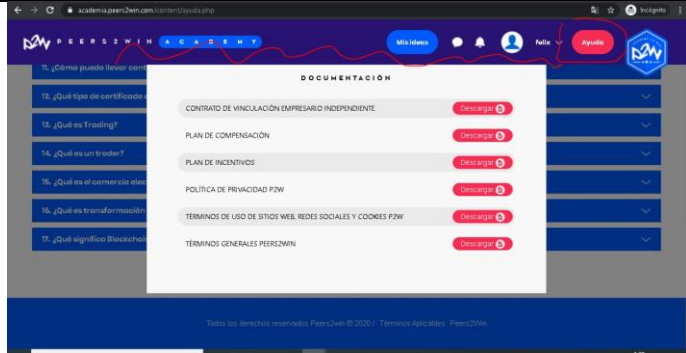 academia.peers2win.com/content/ayuda.php
Incógnito
P2W PEERS2WIN ACADEMY
Mis ideas
felix
Ayuda
P2W
11. ¿Cómo puedo llevar
12. ¿Qué tipo de certificado
13. ¿Qué es Trading?
14. ¿Qué es un trader?
15. ¿Qué es el comercio elec
16. ¿Qué es transformación
17. ¿Qué significa Blockchain
DOCUMENTACIÓN
CONTRATO DE VINCULACIÓN EMPRESARIO INDEPENDIENTE
Descargar
PLAN DE COMPENSACIÓN
Descargar
PLAN DE INCENTIVOS
Descargar
POLÍTICA DE PRIVACIDAD P2W
Descargar
TÉRMINOS DE USO DE SITIOS WEB, REDES SOCIALES Y COOKIES P2W
Descargar
TÉRMINOS GENERALES PEERS2WIN
Descargar
Todos los derechos reservados Peers2win © 2020 / Términos Aplicables Peers2Win